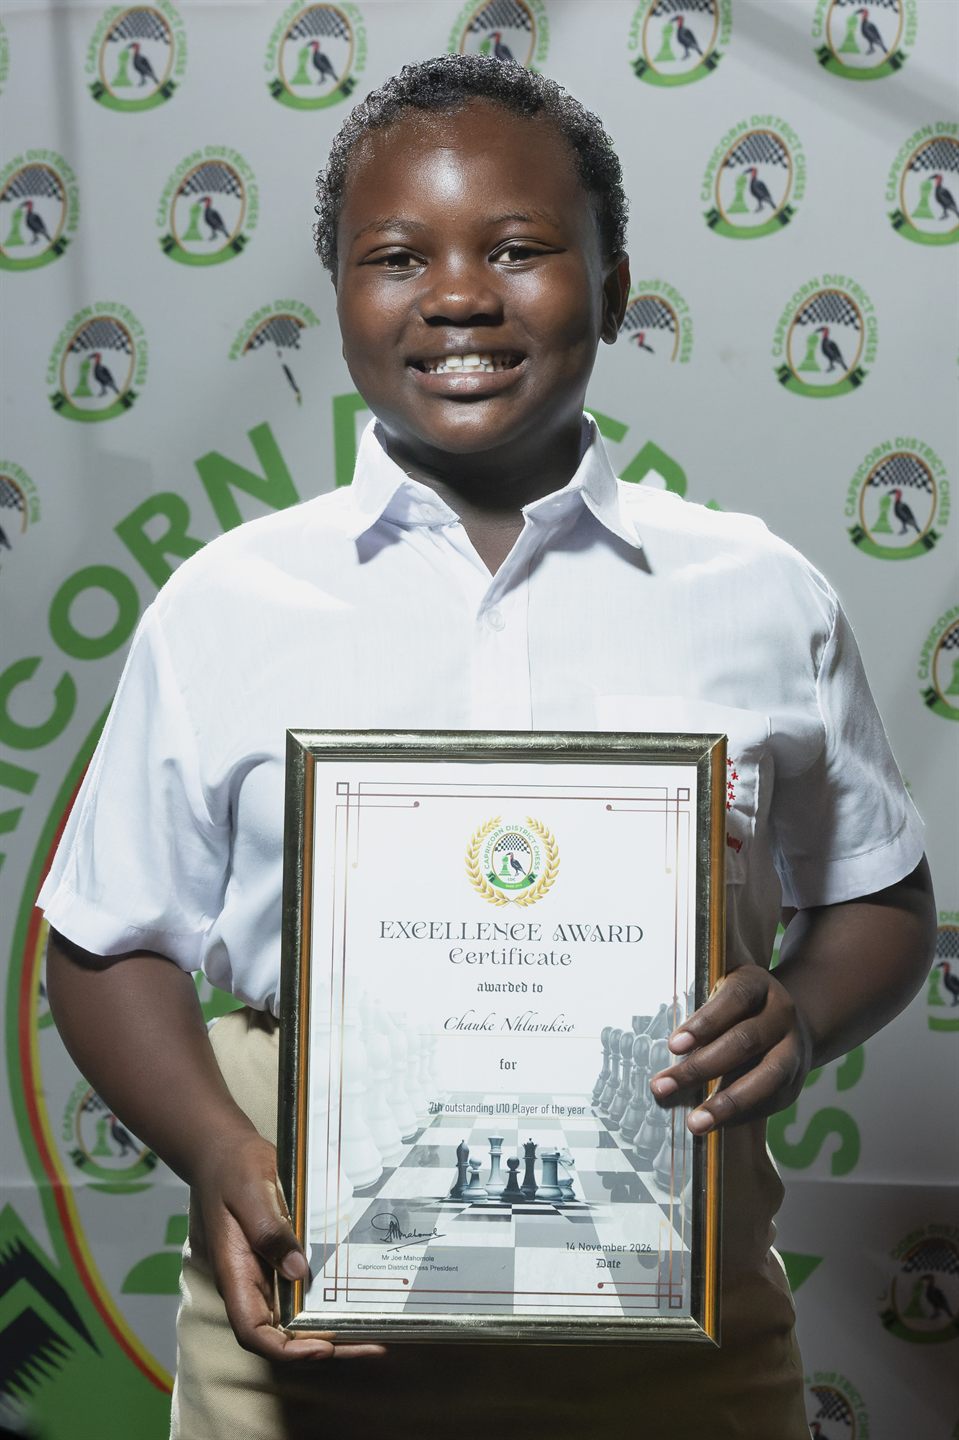 CAPRICORN DISTRICT CHESS
EXCELLENCE AWARD
Certificate
awarded to
Chauke Nhluvukiso
for
7th outstanding U10 Player of the year
Mr Joe Mahomole
Capricorn District Chess President
14 November 2026
Date